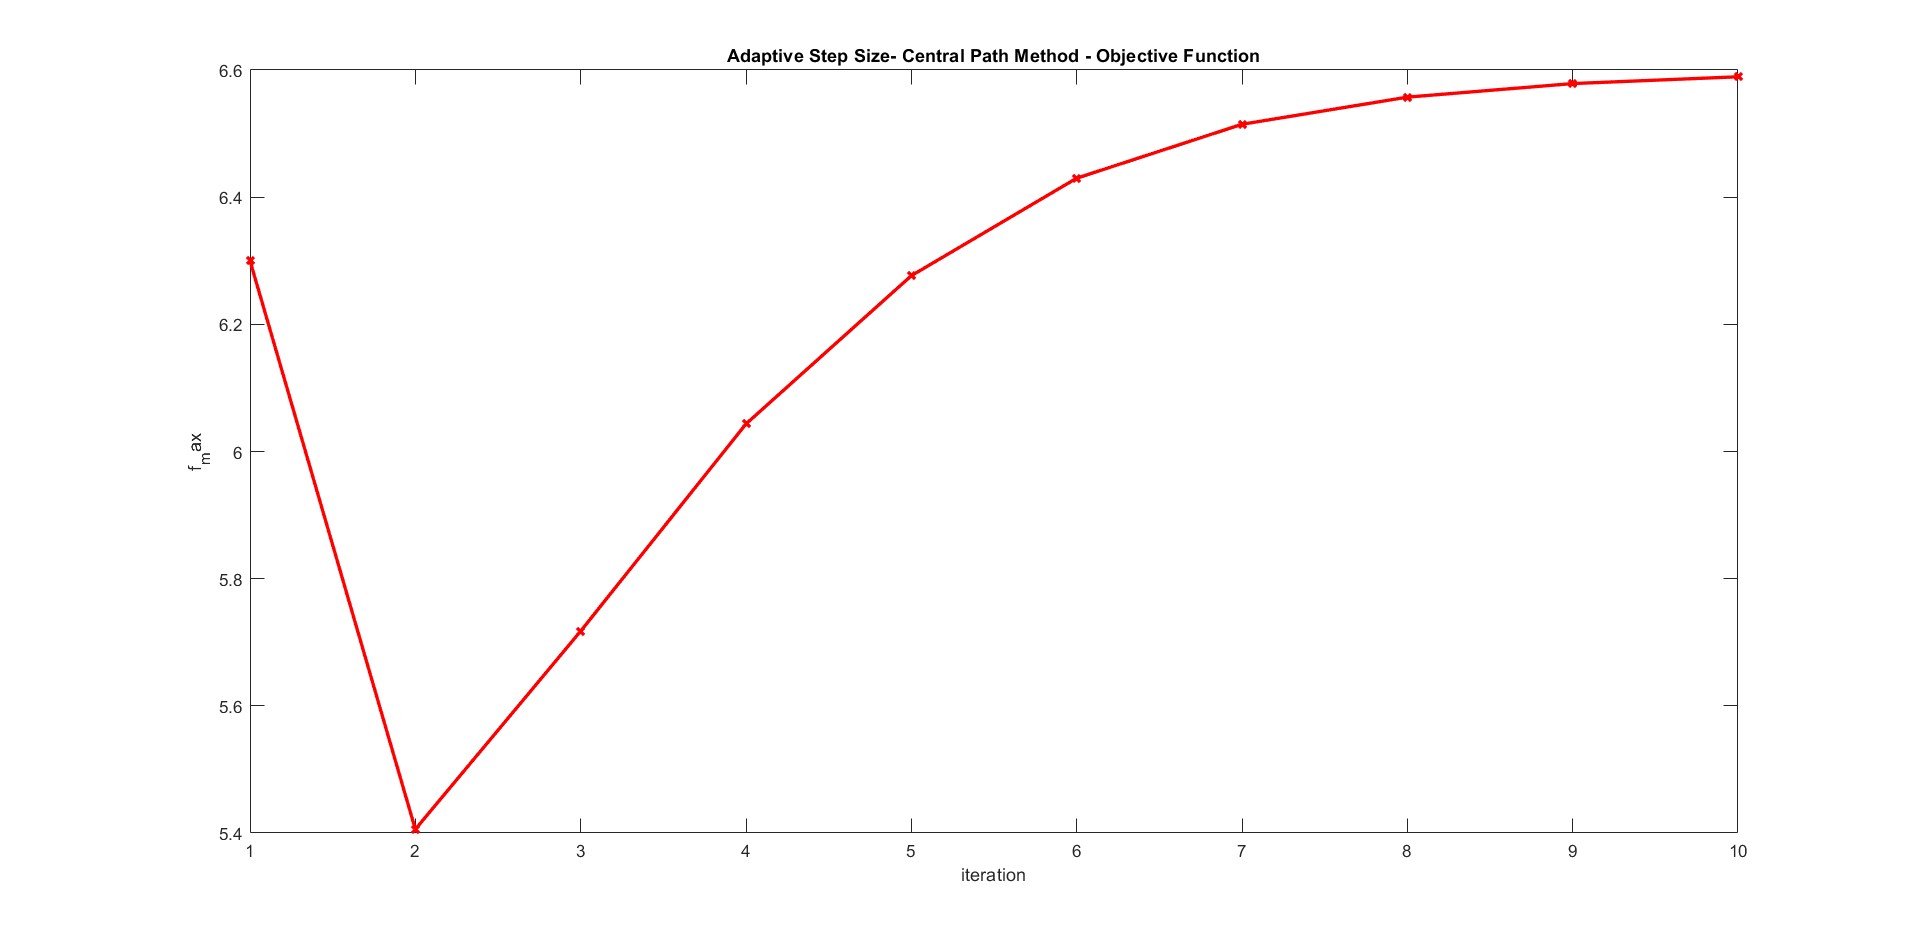 Adaptive Step Size- Central Path Method - Objective Function
6.6
6.4
6.2
6
5.8
5.6
5.4
f_max
1 2 3 4 5 6 7 8 9 10
iteration